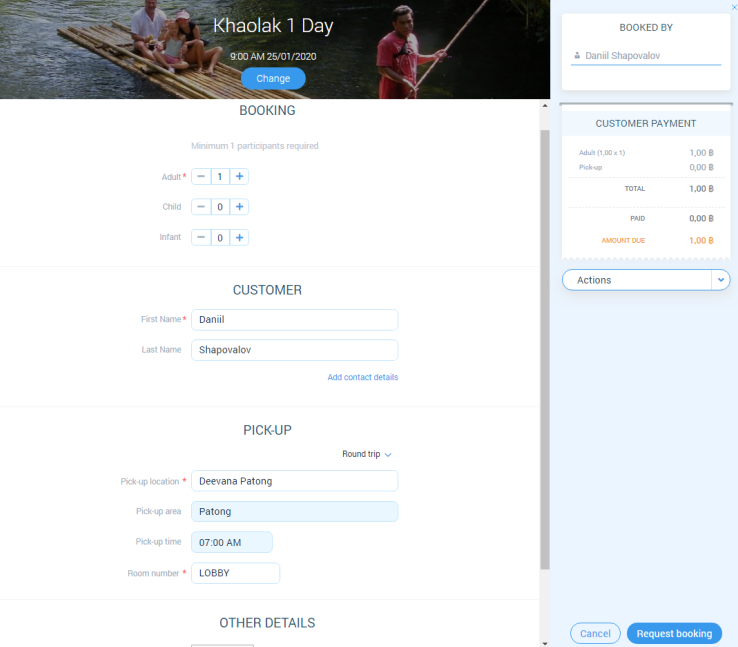 Khaolak 1 Day
9:00 AM 25/01/2020
Change
BOOKING
Minimum 1 participants required
Adult* − 1 +
Child − 0 +
Infant − 0 +
CUSTOMER
First Name* Daniil
Last Name Shapovalov
Add contact details
PICK-UP
Round trip
Pick-up location * Deevana Patong
Pick-up area Patong
Pick-up time 07:00 AM
Room number * LOBBY
OTHER DETAILS
BOOKED BY
Daniil Shapovalov
CUSTOMER PAYMENT
Adult (1,00 x 1) 1,00 ฿
Pick-up 0,00 ฿
TOTAL 1,00 ฿
PAID 0,00 ฿
AMOUNT DUE 1,00 ฿
Actions
Cancel Request booking